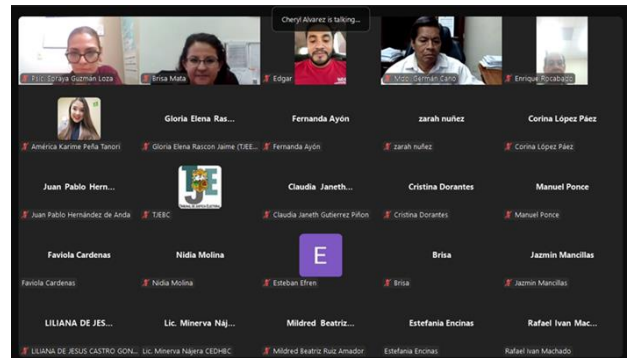 Cheryl Alvarez is talking...
Psic. Soraya Guzmán Loza
Brisa Mata
Edgar
Mgdo. Germán Cano
Enrique Rocabado
América Karime Peña Tanori
Gloria Elena Ras...
Gloria Elena Rascon Jaime (TJEE...
Fernanda Ayón
Fernanda Ayón
zarah nuñez
zarah nuñez
Corina López Páez
Corina López Páez
Juan Pablo Hern...
Juan Pablo Hernández de Anda
TJE
TJEBC
Claudia Janeth...
Claudia Janeth Gutierrez Piñon
Cristina Dorantes
Cristina Dorantes
Manuel Ponce
Manuel Ponce
Faviola Cardenas
Faviola Cardenas
Nidia Molina
Nidia Molina
E
Esteban Efren
Brisa
Brisa
Jazmin Mancillas
Jazmin Mancillas
LILIANA DE JES...
LILIANA DE JESUS CASTRO GON...
Lic. Minerva Náj...
Lic. Minerva Nájera CEDHBC
Mildred Beatriz...
Mildred Beatriz Ruiz Amador
Estefania Encinas
Estefania Encinas
Rafael Ivan Mac...
Rafael Ivan Machado